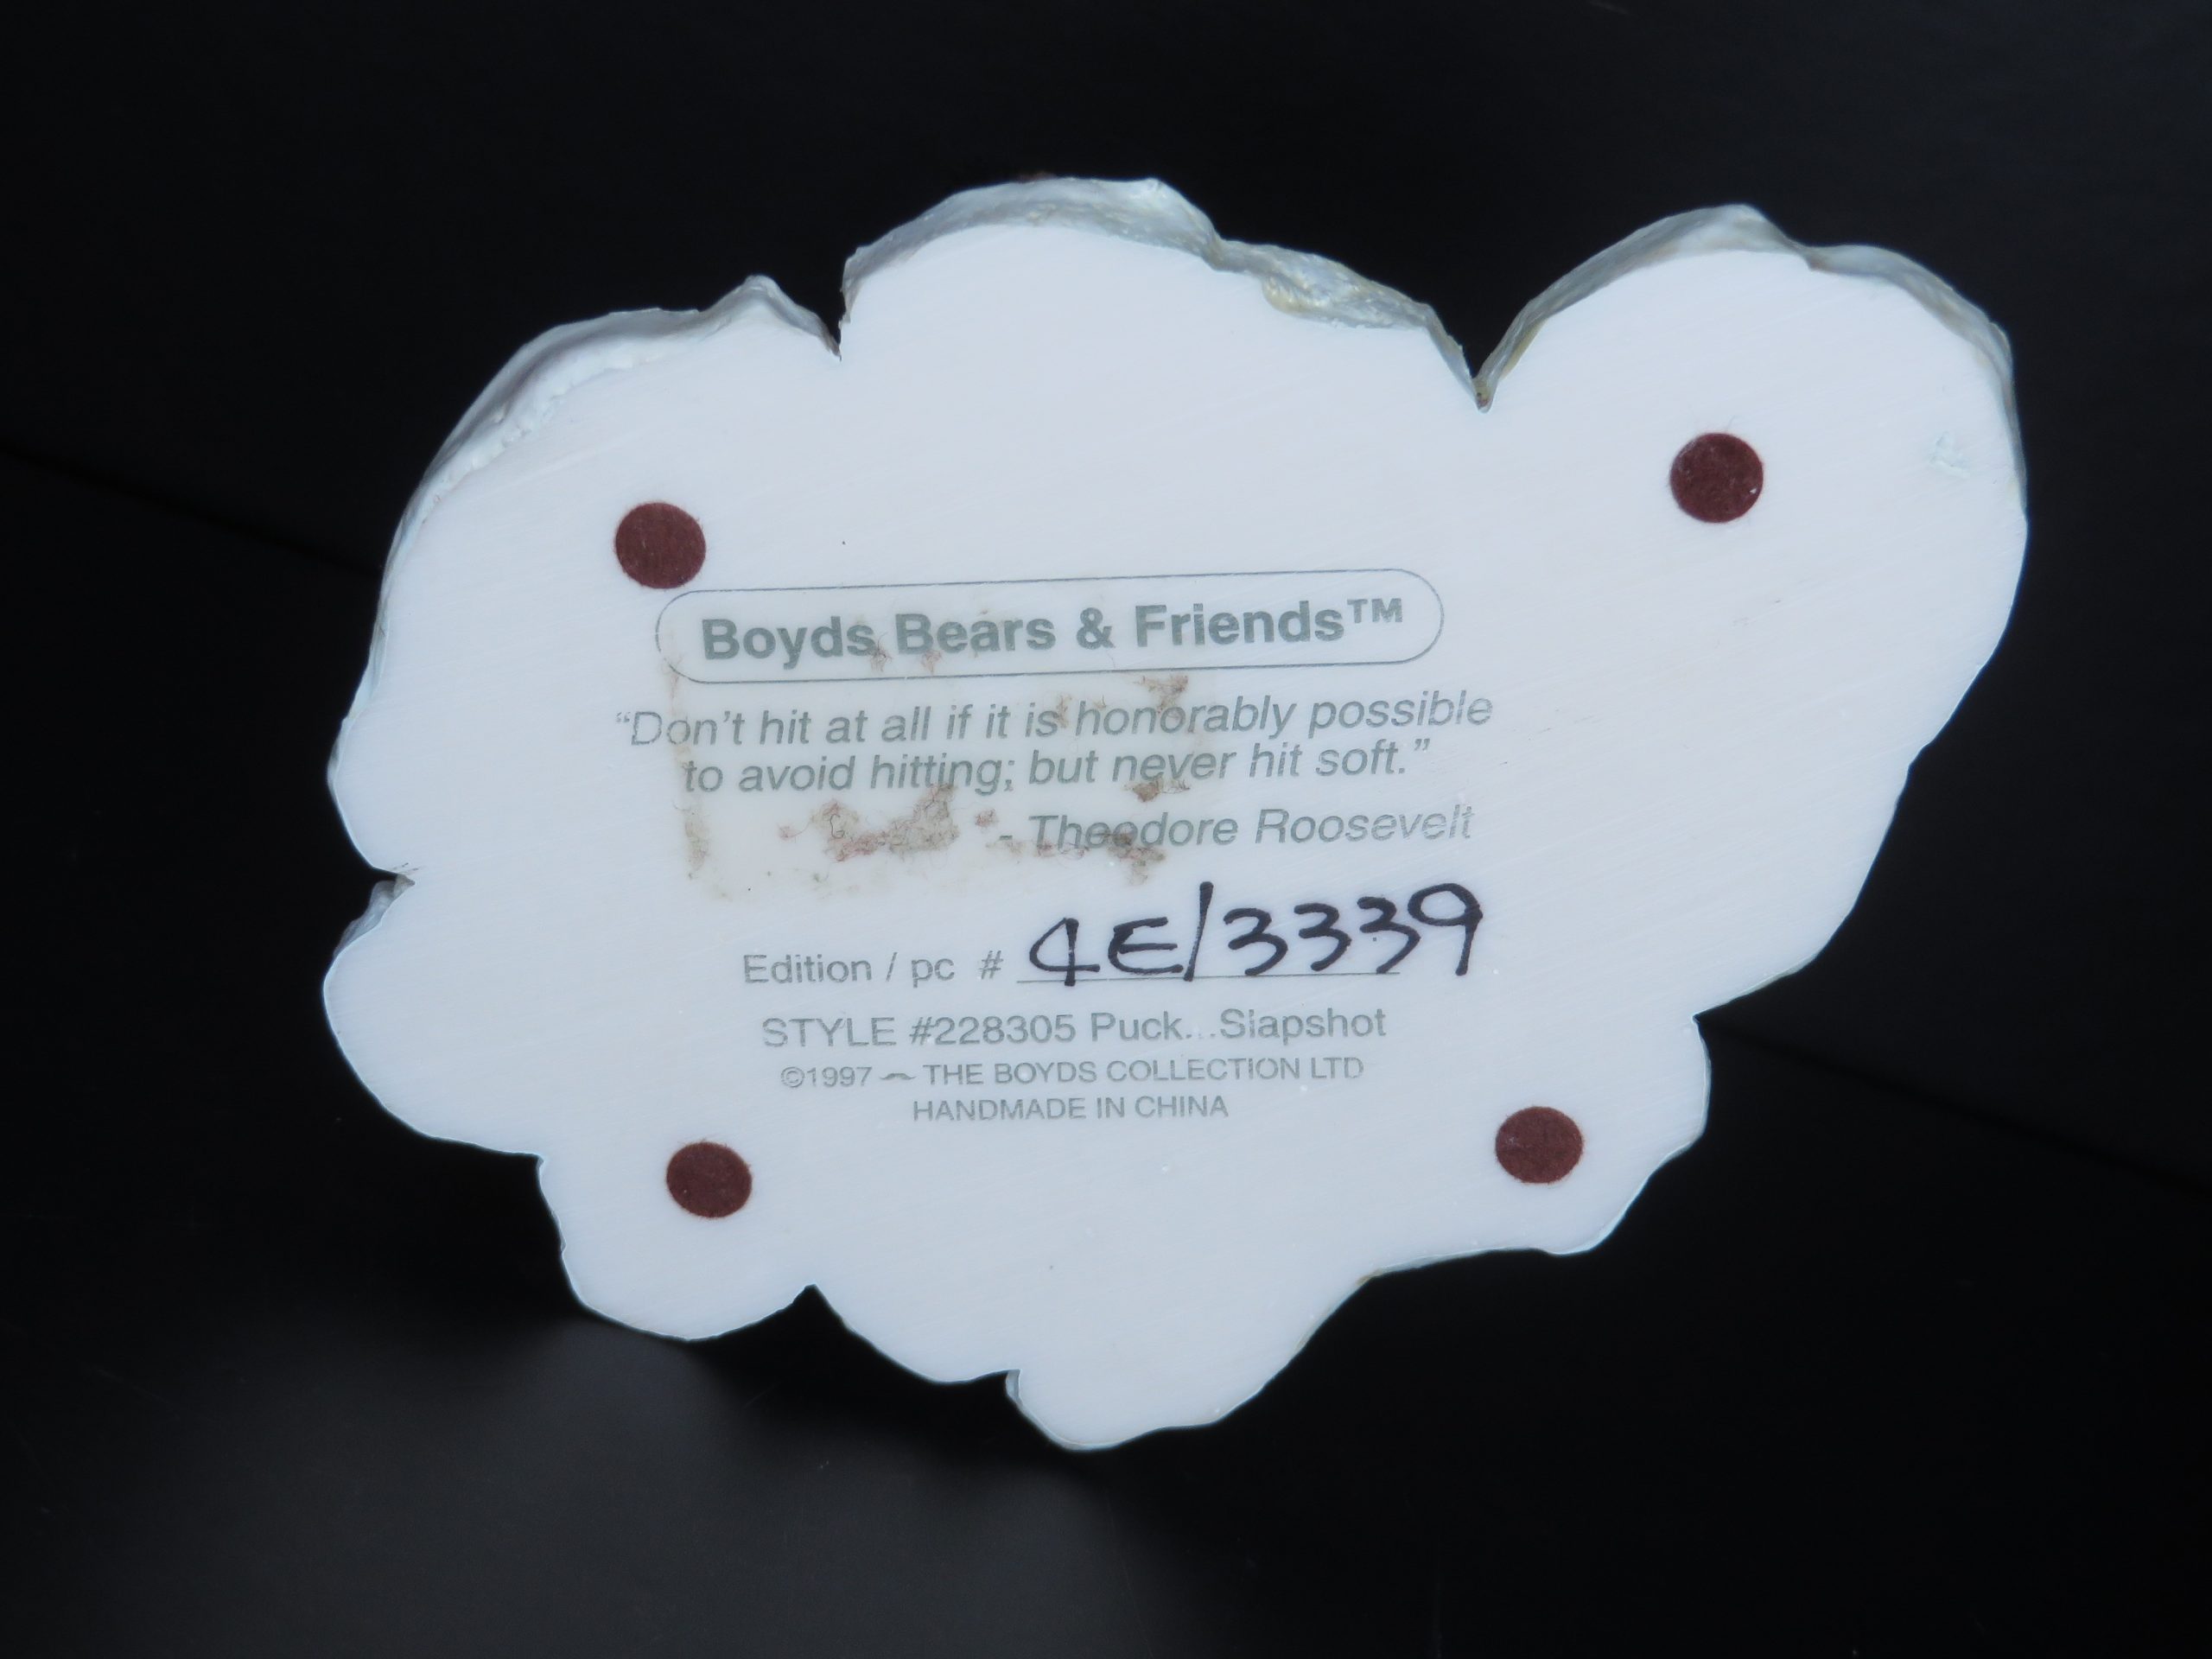 Boyds Bears & Friends™
“Don't hit at all if it is honorably possible
to avoid hitting; but never hit soft.”
- Theodore Roosevelt
Edition / pc # 4E/3339
STYLE #228305 Puck...Slapshot
©1997 ~ THE BOYDS COLLECTION LTD
HANDMADE IN CHINA